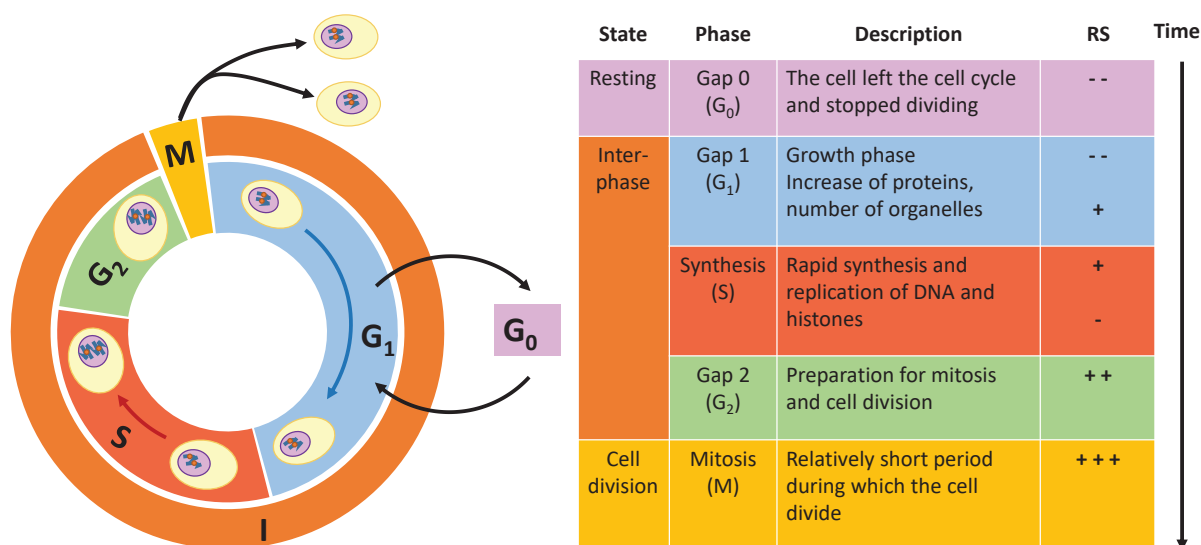 M
G2
G1
S
I
G0
State Phase Description RS Time
Resting Gap 0 The cell left the cell cycle - -
(G0) and stopped dividing
Inter- Gap 1 Growth phase - -
phase (G1) Increase of proteins,
number of organelles +
Synthesis Rapid synthesis and +
(S) replication of DNA and
histones -
Gap 2 Preparation for mitosis + +
(G2) and cell division
Cell Mitosis Relatively short period + + +
division (M) during which the cell
divide